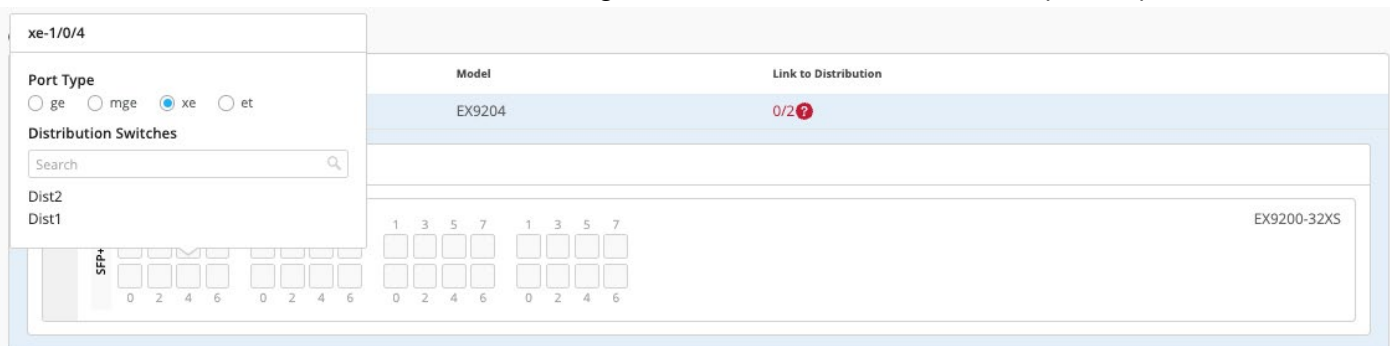 xe-1/0/4
Port Type
ge mge xe et
Distribution Switches
Search
Dist2
Dist1
Model Link to Distribution
EX9204 0/2?
EX9200-32XS
1 3 5 7 1 3 5 7
SFP+
0 2 4 6 0 2 4 6 0 2 4 6 0 2 4 6